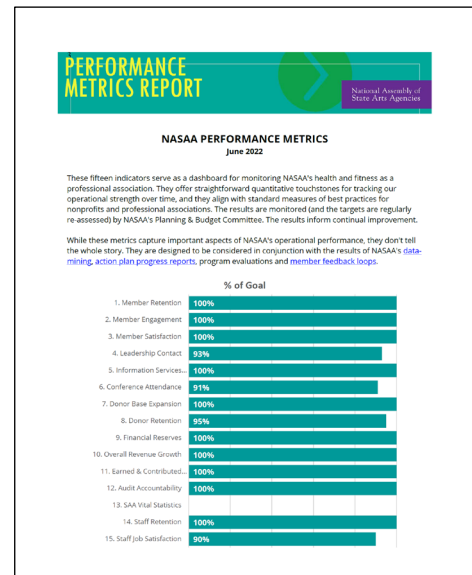 PERFORMANCE
METRICS REPORT
National Assembly of
State Arts Agencies
NASAA PERFORMANCE METRICS
June 2022
These fifteen indicators serve as a dashboard for monitoring NASAA's health and fitness as a
professional association. They offer straightforward quantitative touchstones for tracking our
operational strength over time, and they align with standard measures of best practices for
nonprofits and professional associations. The results are monitored (and the targets are regularly
re-assessed) by NASAA's Planning & Budget Committee. The results inform continual improvement.
While these metrics capture important aspects of NASAA's operational performance, they don't tell
the whole story. They are designed to be considered in conjunction with the results of NASAA's data-
mining, action plan progress reports, program evaluations and member feedback loops.
% of Goal
1. Member Retention 100%
2. Member Engagement 100%
3. Member Satisfaction 100%
4. Leadership Contact 93%
5. Information Services... 100%
6. Conference Attendance 91%
7. Donor Base Expansion 100%
8. Donor Retention 95%
9. Financial Reserves 100%
10. Overall Revenue Growth 100%
11. Earned & Contributed... 100%
12. Audit Accountability 100%
13. SAA Vital Statistics
14. Staff Retention 100%
15. Staff Job Satisfaction 90%